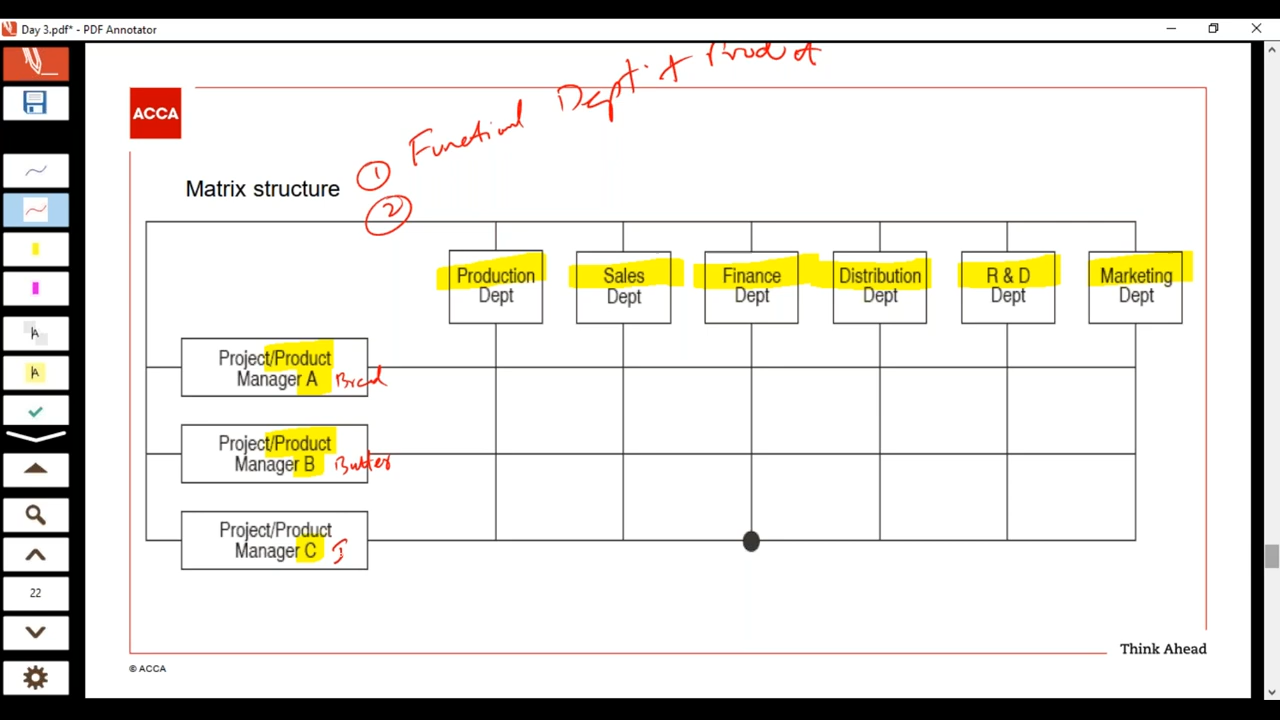 Day 3.pdf* - PDF Annotator
Functional Dept. + Product
ACCA
①
Matrix structure
②
Production Dept
Sales Dept
Finance Dept
Distribution Dept
R & D Dept
Marketing Dept
Project/Product
Manager A Bread
Project/Product
Manager B Butter
Project/Product
Manager C
22
Think Ahead
© ACCA